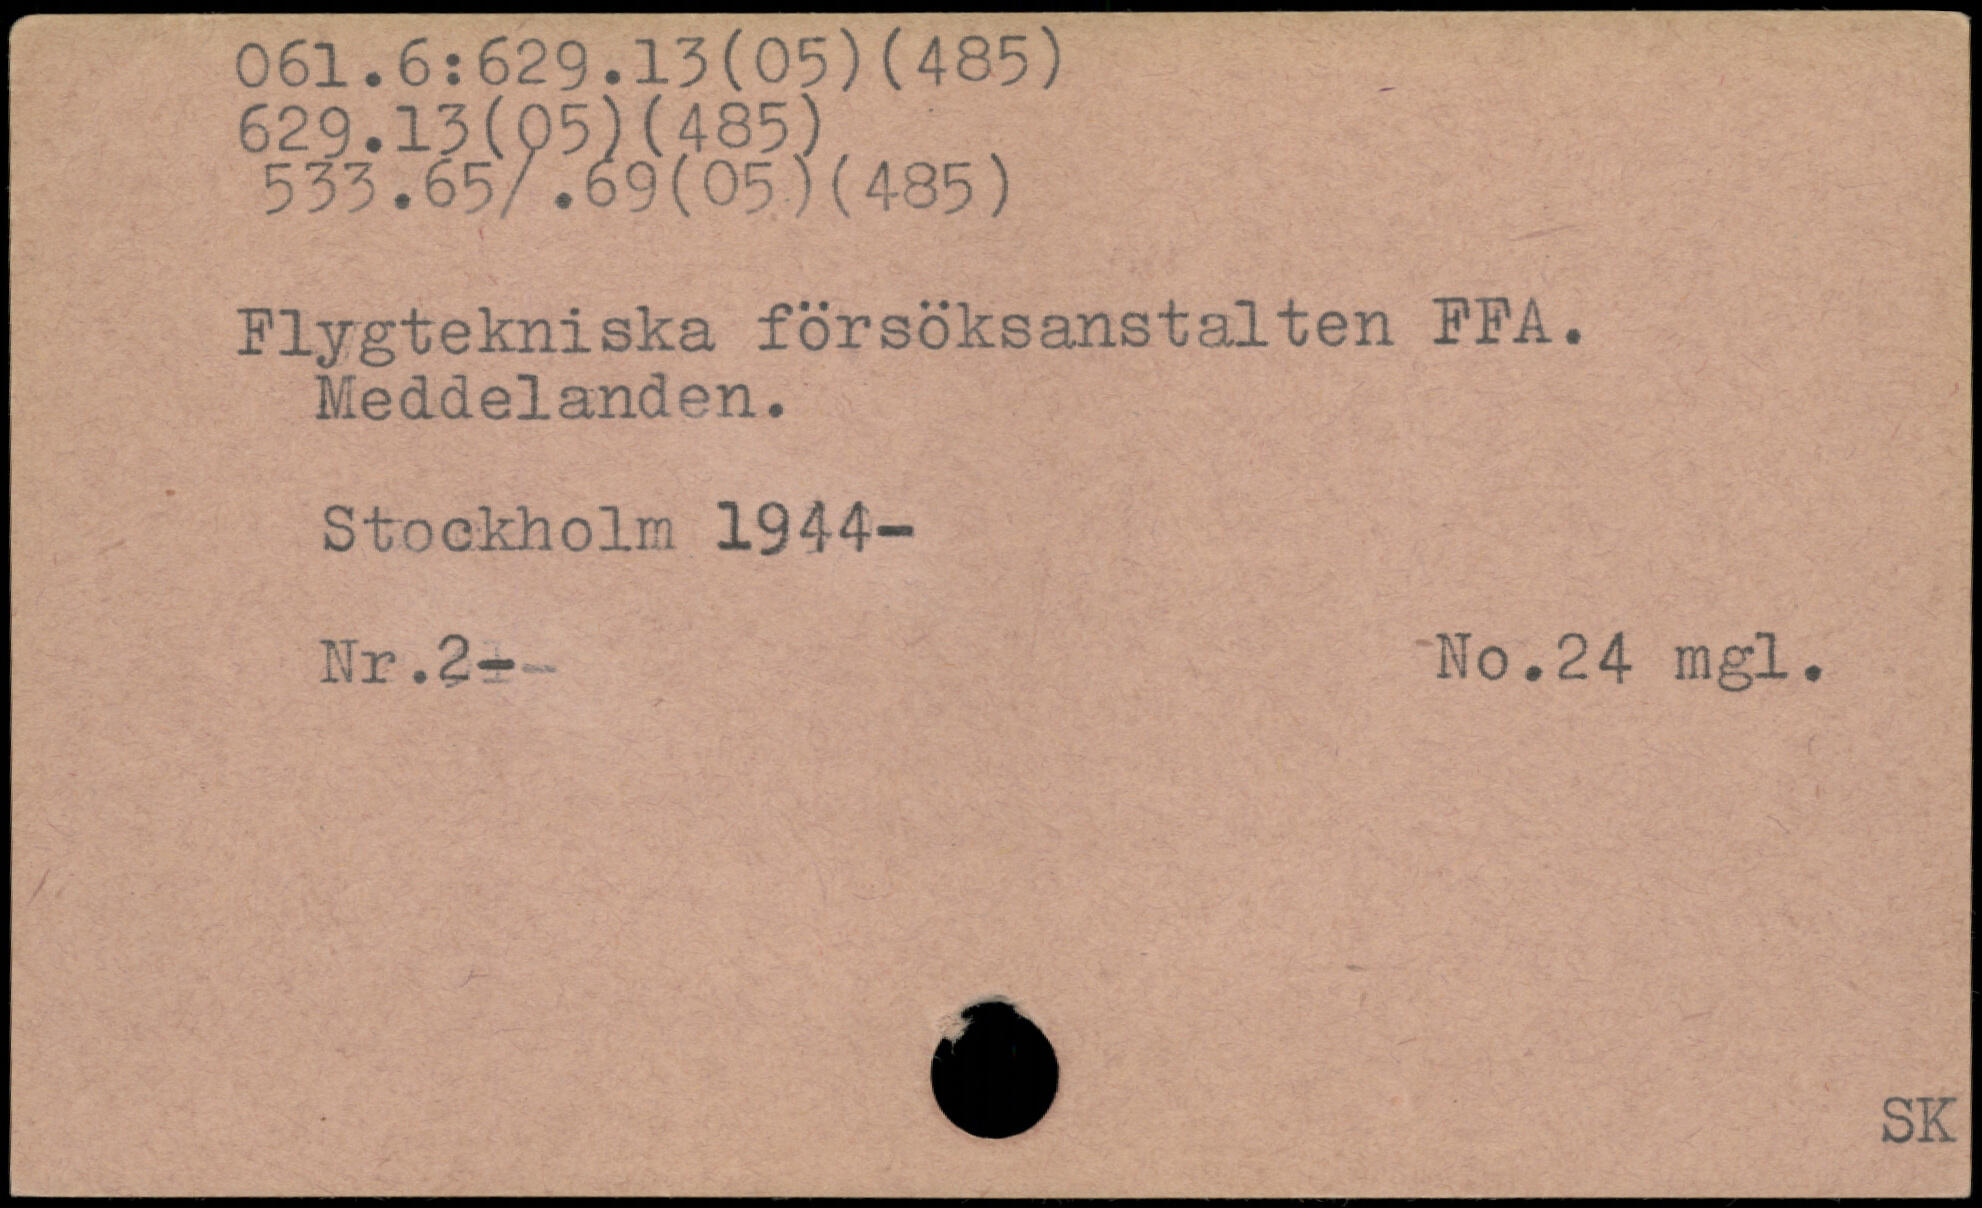 061.6:629.13(05)(485)
629.13(05)(485)
533.65/.69(05)(485)
Flygtekniska försöksanstalten FFA.
Meddelanden.
Stockholm 1944-
Nr.2-
No.24 mgl.
SK